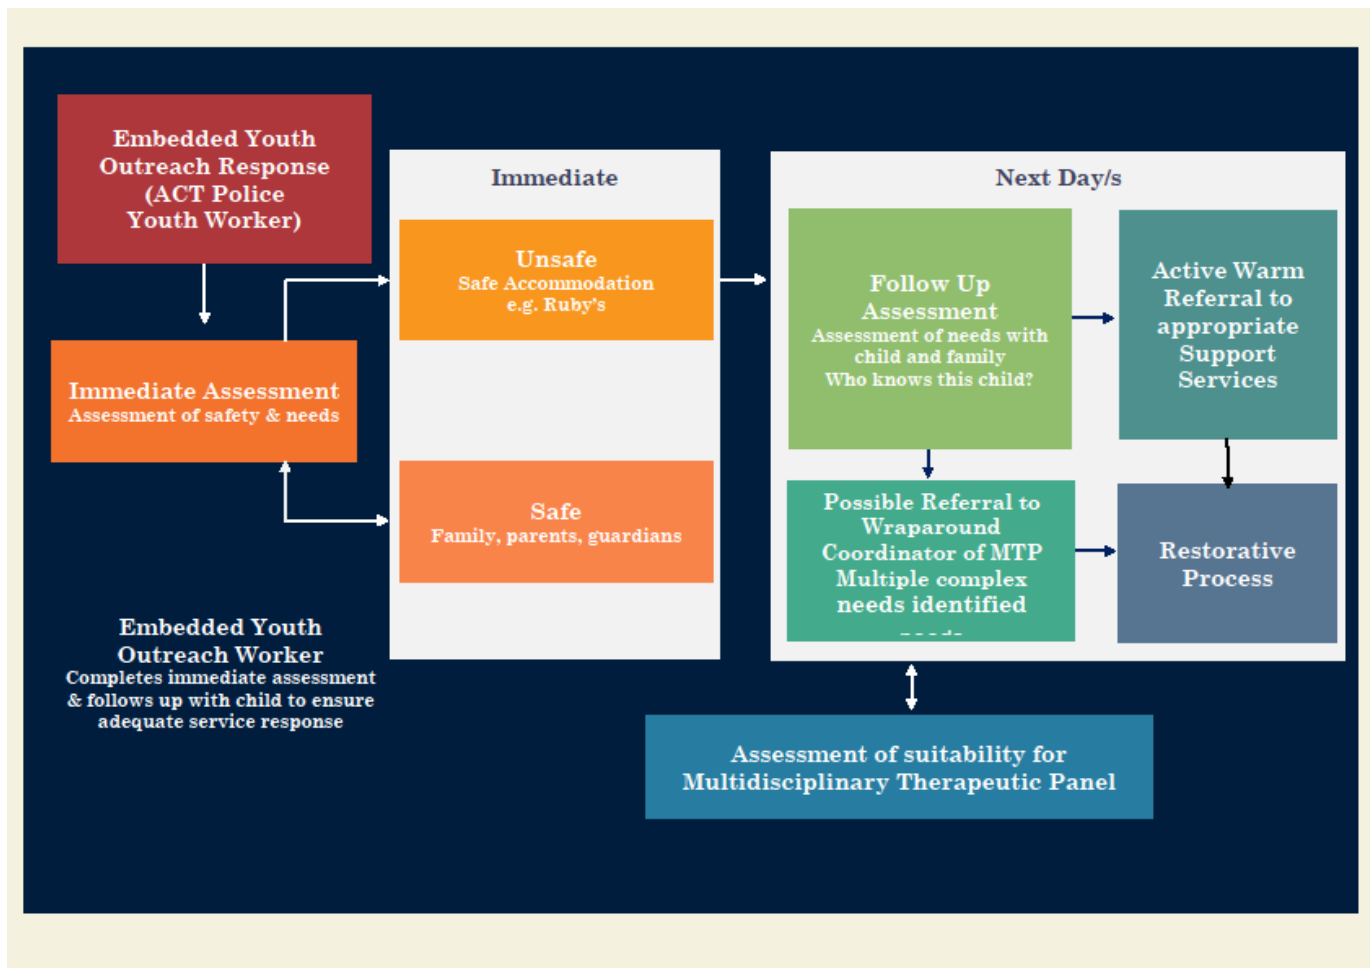 Embedded Youth
Outreach Response
(ACT Police
Youth Worker)
Immediate Assessment
Assessment of safety & needs
Embedded Youth
Outreach Worker
Completes immediate assessment
& follows up with child to ensure
adequate service response
Immediate
Unsafe
Safe Accommodation
e.g. Ruby's
Safe
Family, parents, guardians
Next Day/s
Follow Up
Assessment
Assessment of needs with
child and family
Who knows this child?
Active Warm
Referral to
appropriate
Support
Services
Possible Referral to
Wraparound
Coordinator of MTP
Multiple complex
needs identified
Restorative
Process
Assessment of suitability for
Multidisciplinary Therapeutic Panel